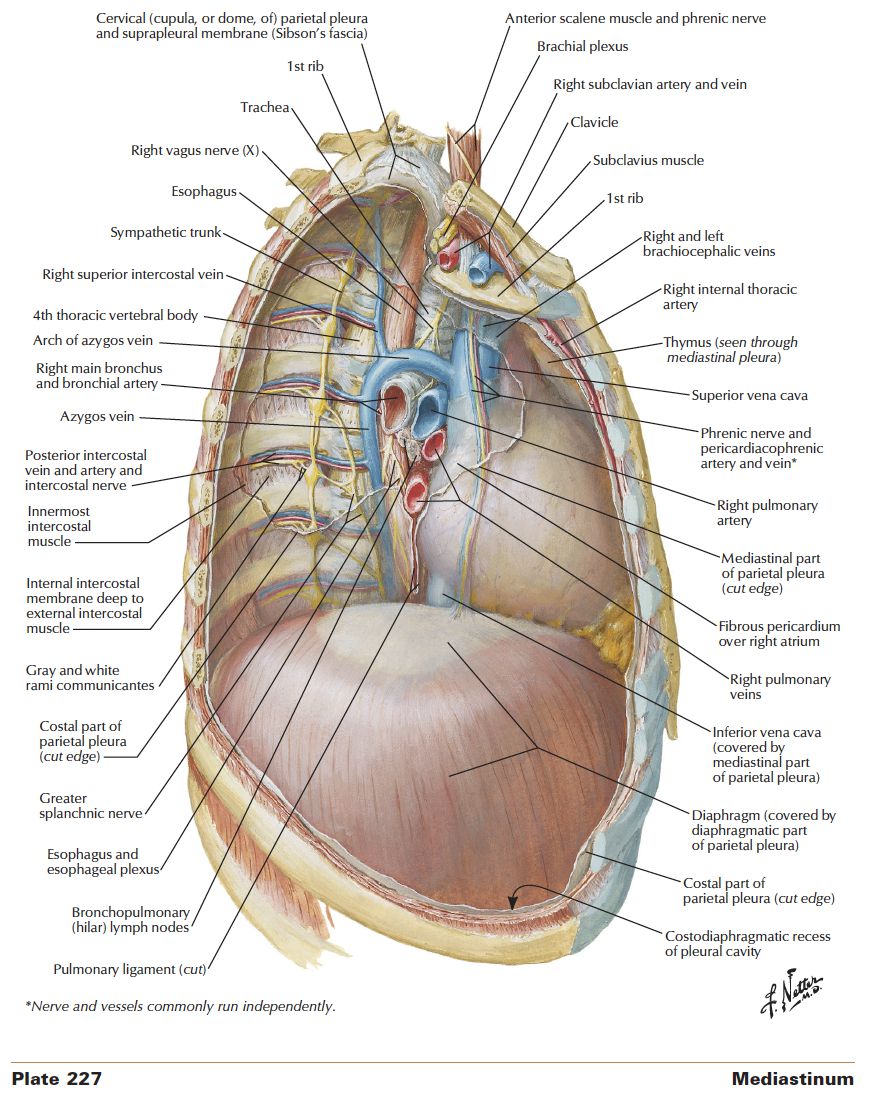 Cervical (cupula, or dome, of) parietal pleura
and suprapleural membrane (Sibson's fascia)
1st rib
Trachea
Right vagus nerve (X)
Esophagus
Sympathetic trunk
Right superior intercostal vein
4th thoracic vertebral body
Arch of azygos vein
Right main bronchus
and bronchial artery
Azygos vein
Posterior intercostal
vein and artery and
intercostal nerve
Innermost
intercostal
muscle
Internal intercostal
membrane deep to
external intercostal
muscle
Gray and white
rami communicantes
Costal part of
parietal pleura
(cut edge)
Greater
splanchnic nerve
Esophagus and
esophageal plexus
Bronchopulmonary
(hilar) lymph nodes
Pulmonary ligament (cut)
Anterior scalene muscle and phrenic nerve
Brachial plexus
Right subclavian artery and vein
Clavicle
Subclavius muscle
1st rib
Right and left
brachiocephalic veins
Right internal thoracic
artery
Thymus (seen through
mediastinal pleura)
Superior vena cava
Phrenic nerve and
pericardiacophrenic
artery and vein*
Right pulmonary
artery
Mediastinal part
of parietal pleura
(cut edge)
Fibrous pericardium
over right atrium
Right pulmonary
veins
Inferior vena cava
(covered by
mediastinal part
of parietal pleura)
Diaphragm (covered by
diaphragmatic part
of parietal pleura)
Costal part of
parietal pleura (cut edge)
Costodiaphragmatic recess
of pleural cavity
*Nerve and vessels commonly run independently.
F. Netter
M.D.
Plate 227
Mediastinum